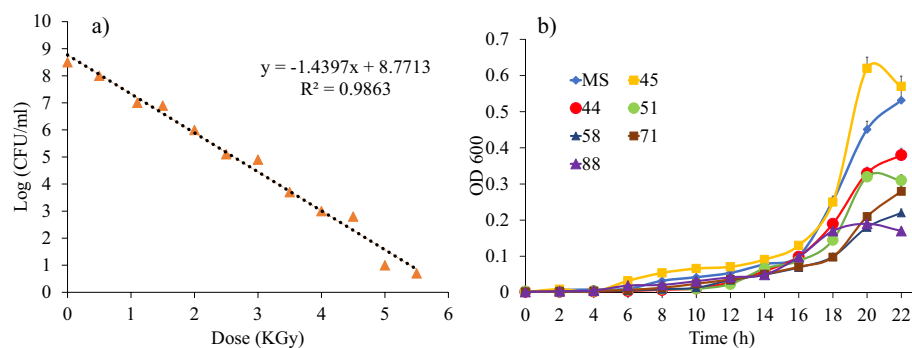 a)
y = -1.4397x + 8.7713
R² = 0.9863
Log (CFU/ml)
10
9
8
7
6
5
4
3
2
1
0
0 1 2 3 4 5 6
Dose (KGy)
b)
MS 45
44 51
58 71
88
OD 600
0.7
0.6
0.5
0.4
0.3
0.2
0.1
0
0 2 4 6 8 10 12 14 16 18 20 22
Time (h)